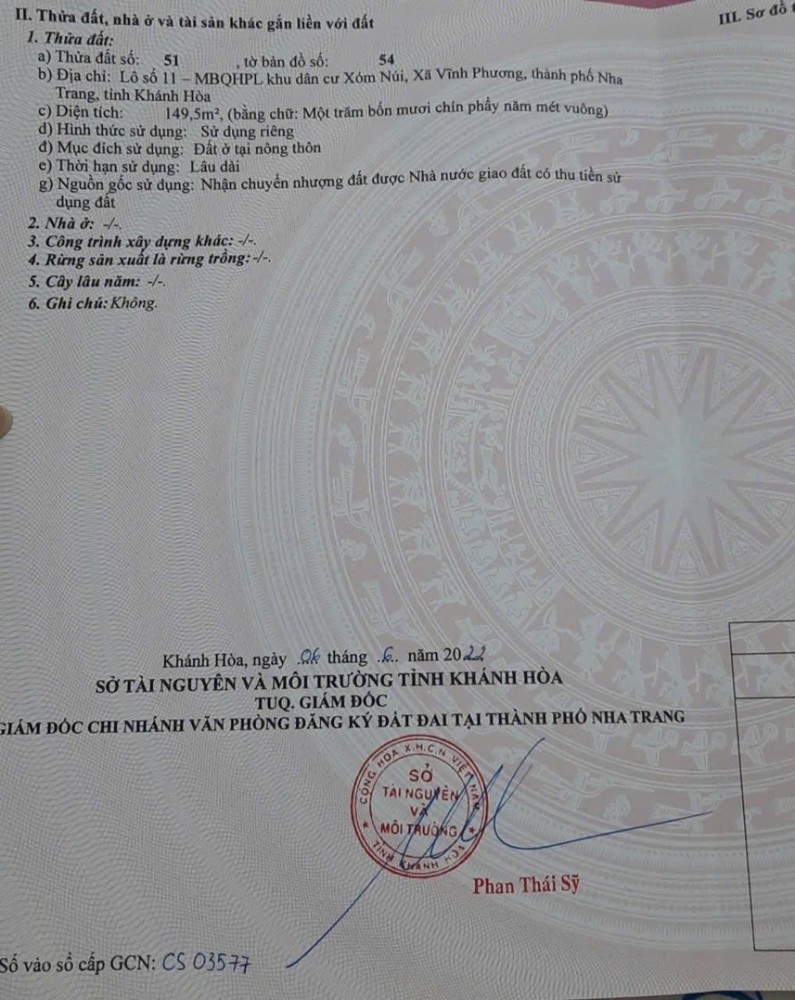 II. Thửa đất, nhà ở và tài sản khác gắn liền với đất
III. Sơ đồ
1. Thửa đất:
a) Thửa đất số: 51 , tờ bản đồ số: 54
b) Địa chỉ: Lô số 11 – MBQHPL khu dân cư Xóm Núi, Xã Vĩnh Phương, thành phố Nha
Trang, tỉnh Khánh Hòa
c) Diện tích: 149,5m², (bằng chữ: Một trăm bốn mươi chín phẩy năm mét vuông)
d) Hình thức sử dụng: Sử dụng riêng
đ) Mục đích sử dụng: Đất ở tại nông thôn
e) Thời hạn sử dụng: Lâu dài
g) Nguồn gốc sử dụng: Nhận chuyển nhượng đất được Nhà nước giao đất có thu tiền sử
dụng đất
2. Nhà ở: -/-.
3. Công trình xây dựng khác: -/-.
4. Rừng sản xuất là rừng trồng: -/-.
5. Cây lâu năm: -/-.
6. Ghi chú: Không.
Khánh Hòa, ngày tháng .6.. năm 2022
SỞ TÀI NGUYÊN VÀ MÔI TRƯỜNG TỈNH KHÁNH HÒA
TUQ. GIÁM ĐỐC
GIÁM ĐỐC CHI NHÁNH VĂN PHÒNG ĐĂNG KÝ ĐẤT ĐAI TẠI THÀNH PHỐ NHA TRANG
CỘNG HÒA X.H.C.N VIỆT NAM
SỞ
TÀI NGUYÊN
VÀ
MÔI TRƯỜNG
TỈNH KHÁNH HÒA
Phan Thái Sỹ
Số vào sổ cấp GCN: CS 03577